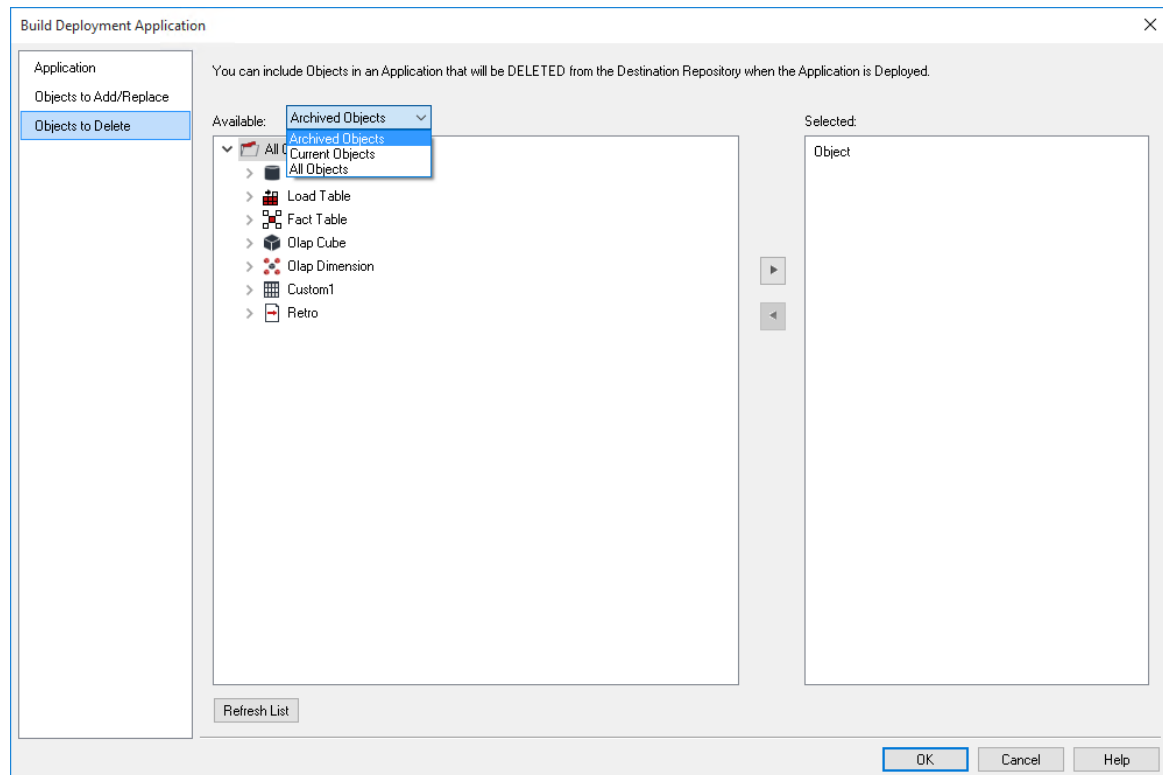 Build Deployment Application
Application
Objects to Add/Replace
Objects to Delete
You can include Objects in an Application that will be DELETED from the Destination Repository when the Application is Deployed.
Available:
Archived Objects
Archived Objects
Current Objects
All Objects
All
Load Table
Fact Table
Olap Cube
Olap Dimension
Custom1
Retro
Selected:
Object
Refresh List
OK
Cancel
Help